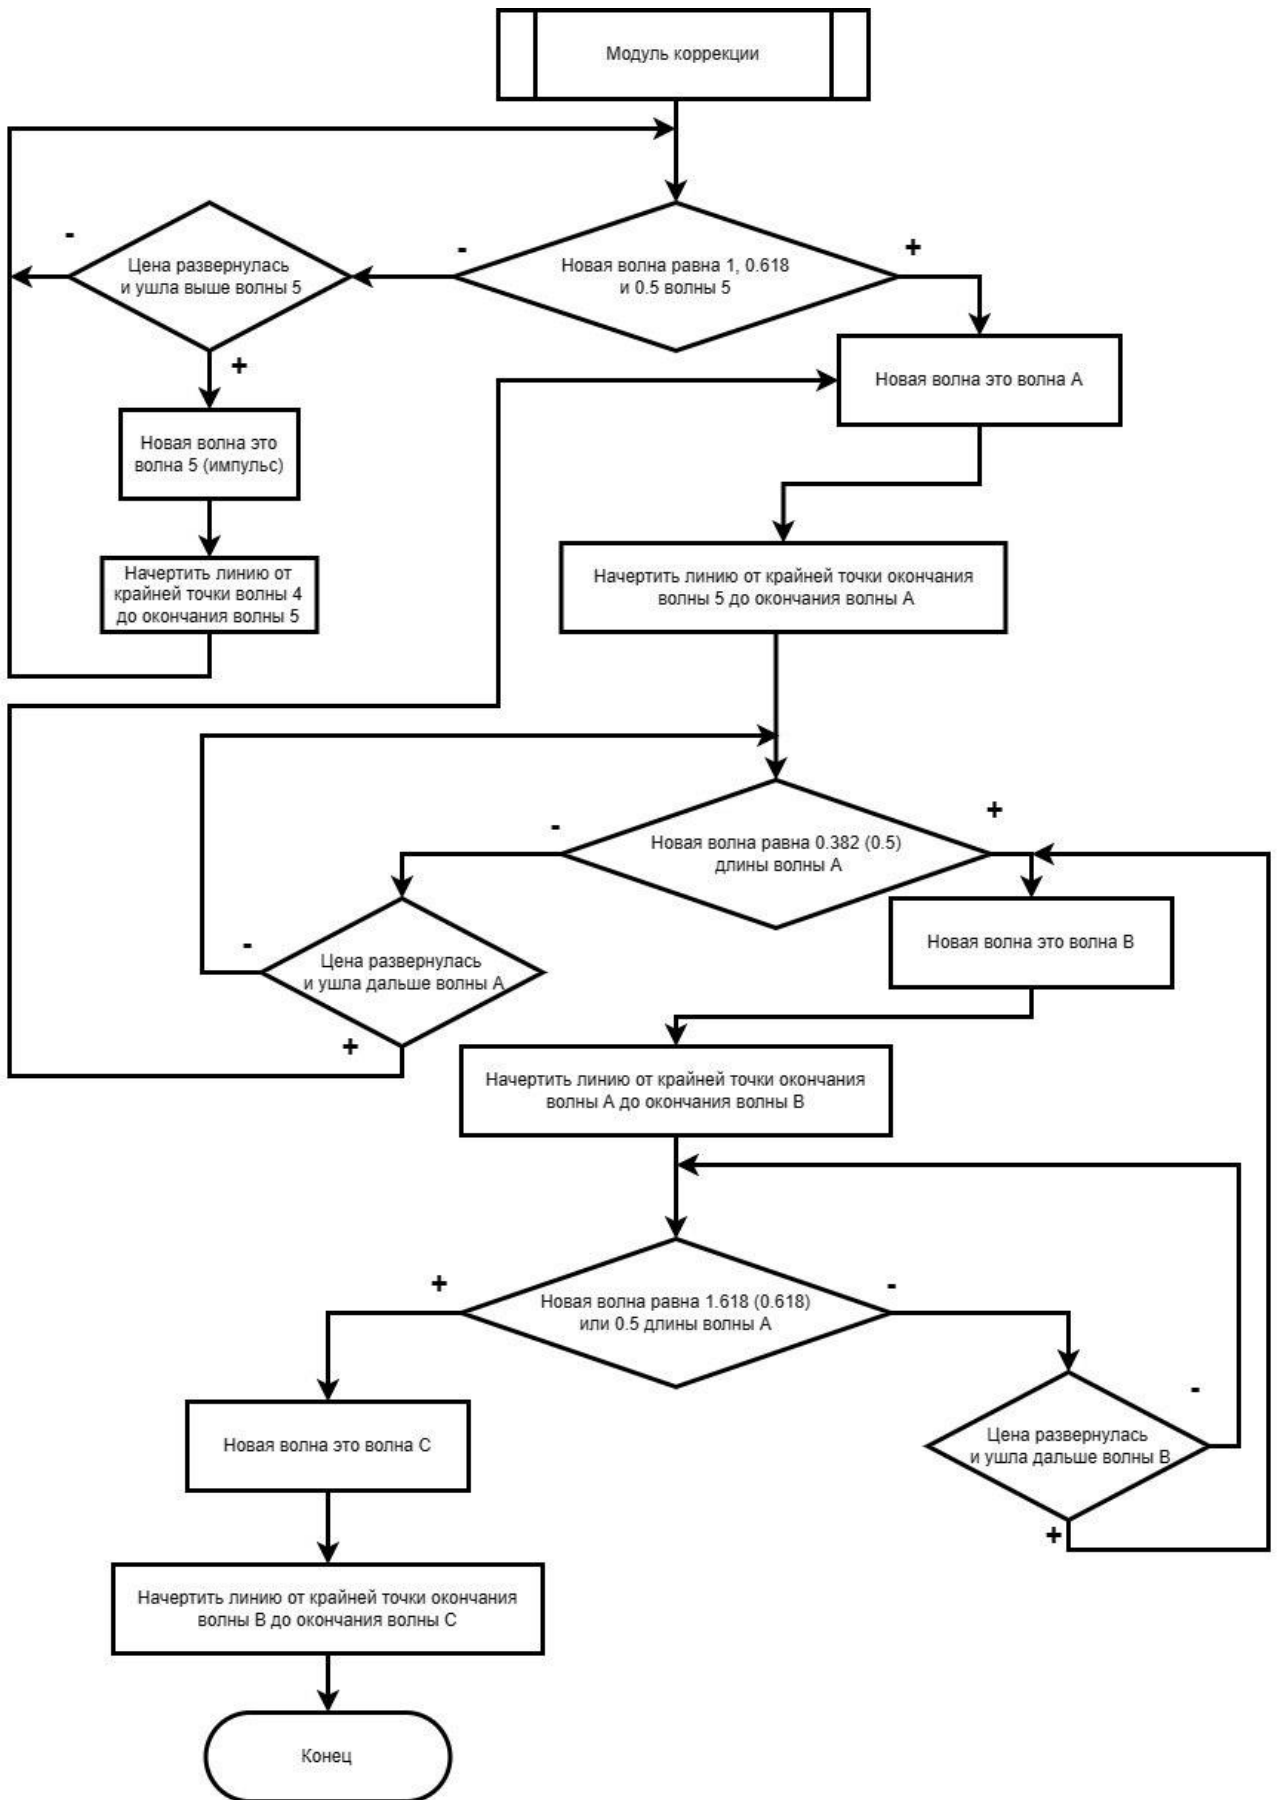 Модуль коррекции
-
-
+
Цена развернулась
и ушла выше волны 5
Новая волна равна 1, 0.618
и 0.5 волны 5
+
Новая волна это волна А
Новая волна это
волна 5 (импульс)
Начертить линию от
крайней точки волны 4
до окончания волны 5
Начертить линию от крайней точки окончания
волны 5 до окончания волны А
-
+
Новая волна равна 0.382 (0.5)
длины волны А
-
Цена развернулась
и ушла дальше волны А
+
Новая волна это волна В
Начертить линию от крайней точки окончания
волны А до окончания волны В
+
-
Новая волна равна 1.618 (0.618)
или 0.5 длины волны А
-
Цена развернулась
и ушла дальше волны В
+
Новая волна это волна С
Начертить линию от крайней точки окончания
волны В до окончания волны С
Конец